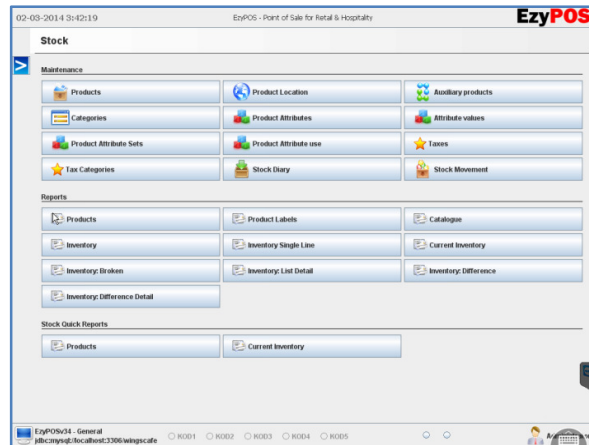 02-03-2014 3:42:19 EzyPOS - Point of Sale for Retail & Hospitality EzyPOS
Stock
>
Maintenance
Products Product Location Auxiliary products
Categories Product Attributes Attribute values
Product Attribute Sets Product Attribute use Taxes
Tax Categories Stock Diary Stock Movement
Reports
Products Product Labels Catalogue
Inventory Inventory Single Line Current Inventory
Inventory: Broken Inventory: List Detail Inventory: Difference
Inventory: Difference Detail
Stock Quick Reports
Products Current Inventory
EzyPOSv34 - General
jdbc:mysql://localhost:3306/wingscafe KOD1 KOD2 KOD3 KOD4 KOD5